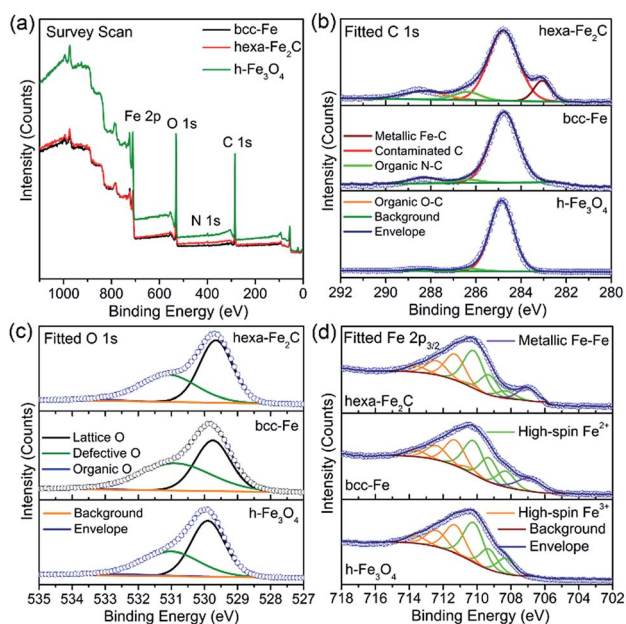 (a)
Survey Scan
bcc-Fe
hexa-Fe₂C
h-Fe₃O₄
Fe 2p
O 1s
C 1s
N 1s
Intensity (Counts)
1000 800 600 400 200 0
Binding Energy (eV)
(b)
Fitted C 1s
hexa-Fe₂C
bcc-Fe
Metallic Fe-C
Contaminated C
Organic N-C
Organic O-C
Background
Envelope
h-Fe₃O₄
Intensity (Counts)
292 290 288 286 284 282 280
Binding Energy (eV)
(c)
Fitted O 1s
hexa-Fe₂C
bcc-Fe
Lattice O
Defective O
Organic O
Background
Envelope
h-Fe₃O₄
Intensity (Counts)
535 534 533 532 531 530 529 528 527
Binding Energy (eV)
(d)
Fitted Fe 2p₃/₂
Metallic Fe-Fe
hexa-Fe₂C
High-spin Fe²⁺
bcc-Fe
High-spin Fe³⁺
Background
Envelope
h-Fe₃O₄
Intensity (Counts)
718 716 714 712 710 708 706 704 702
Binding Energy (eV)